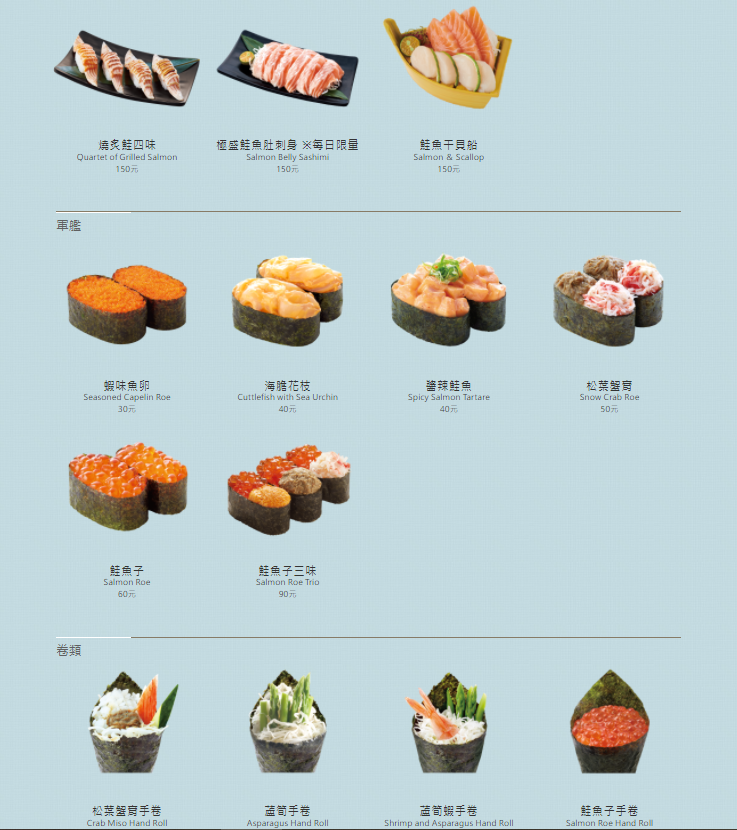 燒炙鮭四味
Quartet of Grilled Salmon
150元
極盛鮭魚肚刺身 ※每日限量
Salmon Belly Sashimi
150元
鮭魚干貝船
Salmon & Scallop
150元
軍艦
蝦味魚卵
Seasoned Capelin Roe
30元
海膽花枝
Cuttlefish with Sea Urchin
40元
鹽辣鮭魚
Spicy Salmon Tartare
40元
松葉蟹膏
Snow Crab Roe
50元
鮭魚子
Salmon Roe
60元
鮭魚子三味
Salmon Roe Trio
90元
卷類
松葉蟹膏手卷
Crab Miso Hand Roll
蘆筍手卷
Asparagus Hand Roll
蘆筍蝦手卷
Shrimp and Asparagus Hand Roll
鮭魚子手卷
Salmon Roe Hand Roll